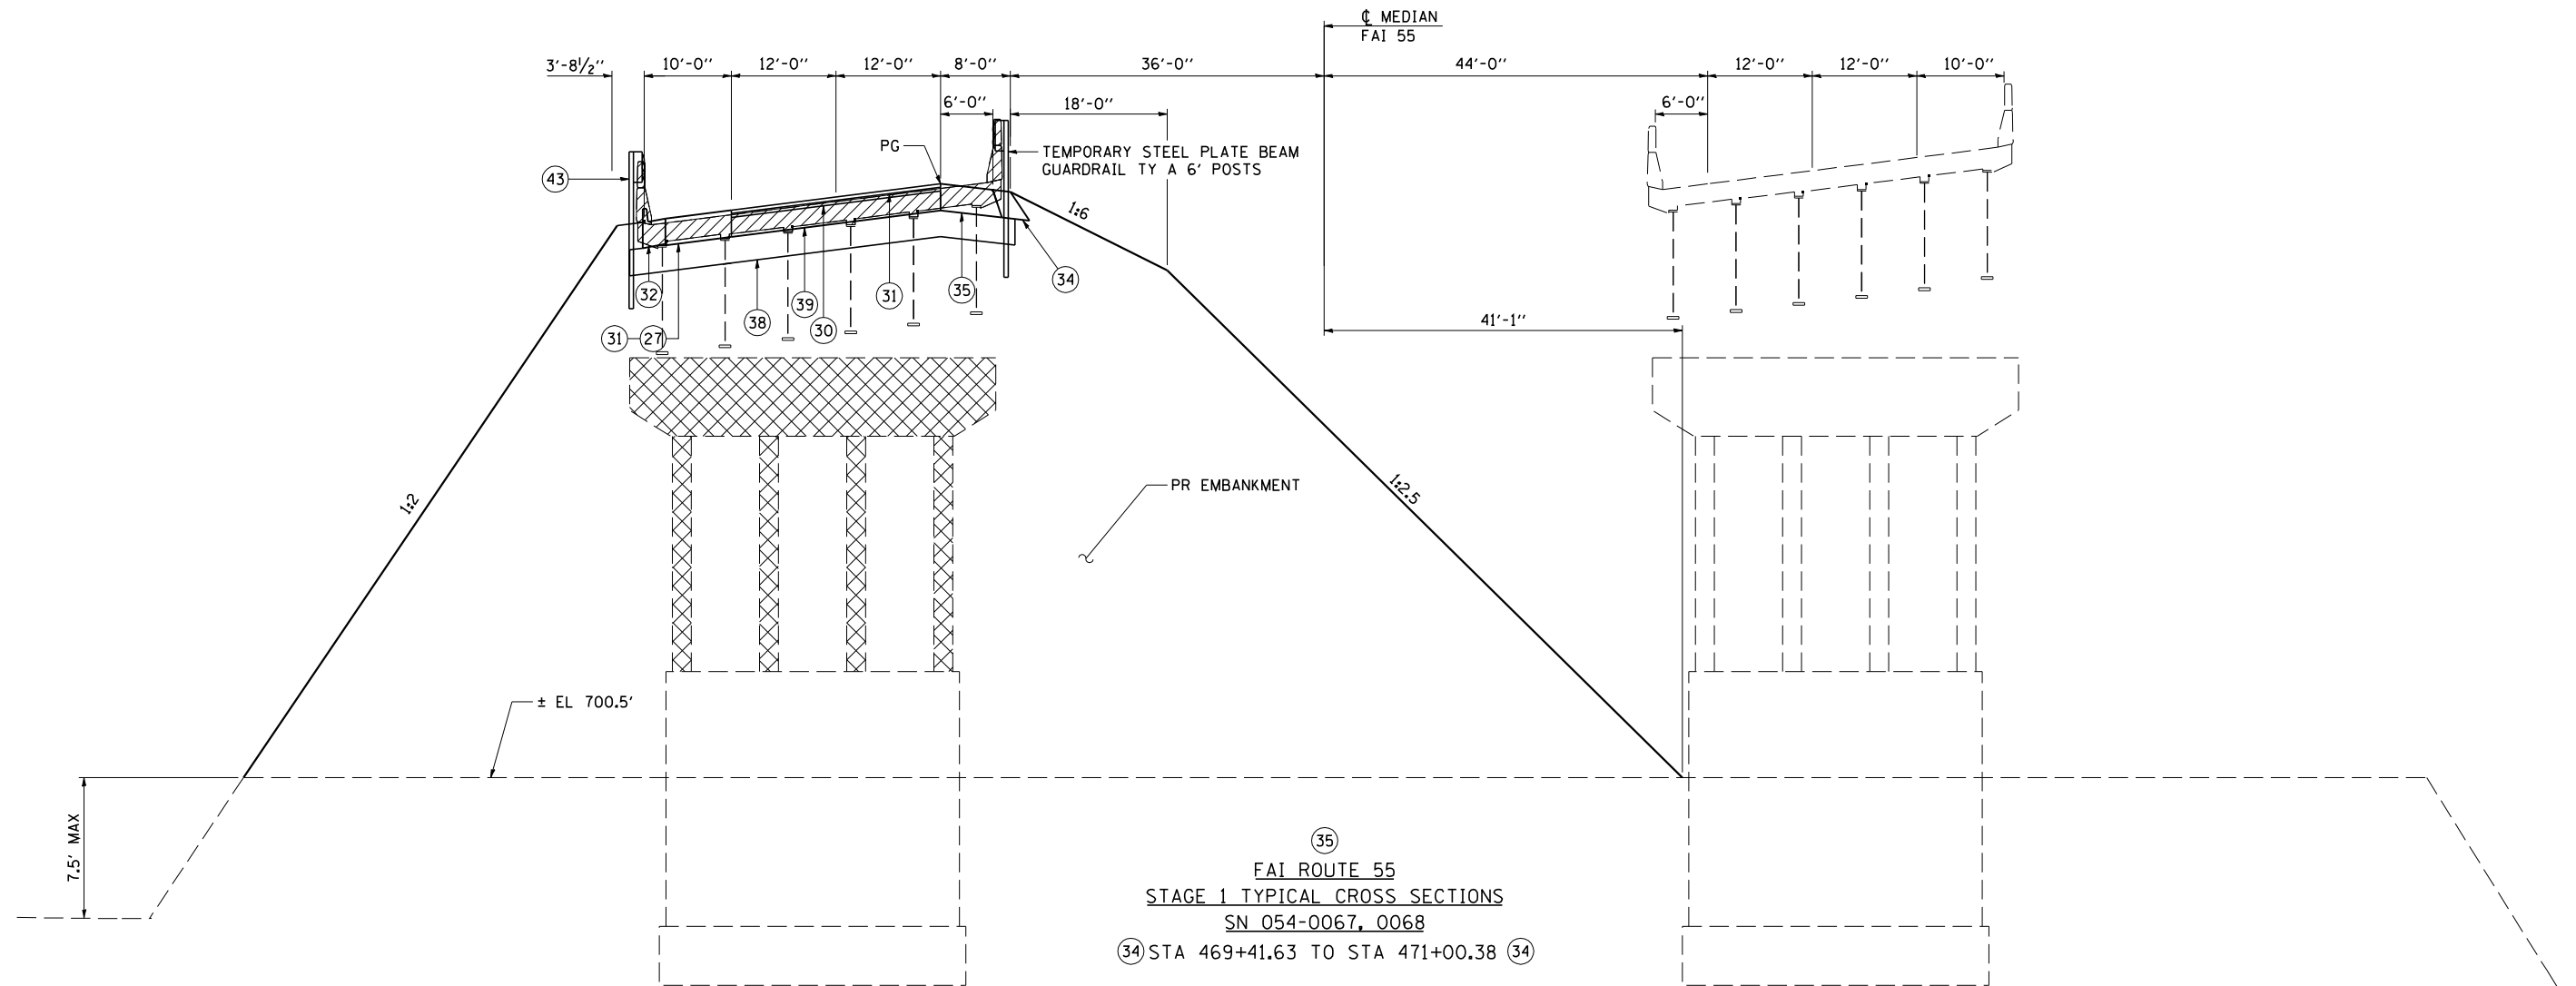 ℄ MEDIAN
FAI 55
3'-8½" 10'-0" 12'-0" 12'-0" 8'-0" 36'-0" 44'-0" 12'-0" 12'-0" 10'-0"
6'-0" 18'-0" 6'-0"
PG
TEMPORARY STEEL PLATE BEAM
GUARDRAIL TY A 6' POSTS
43
1:6
32 39 31 35 34
31 27 38 30
41'-1"
1:2
PR EMBANKMENT
1:2.5
± EL 700.5'
7.5' MAX
35
FAI ROUTE 55
STAGE 1 TYPICAL CROSS SECTIONS
SN 054-0067, 0068
34 STA 469+41.63 TO STA 471+00.38 34